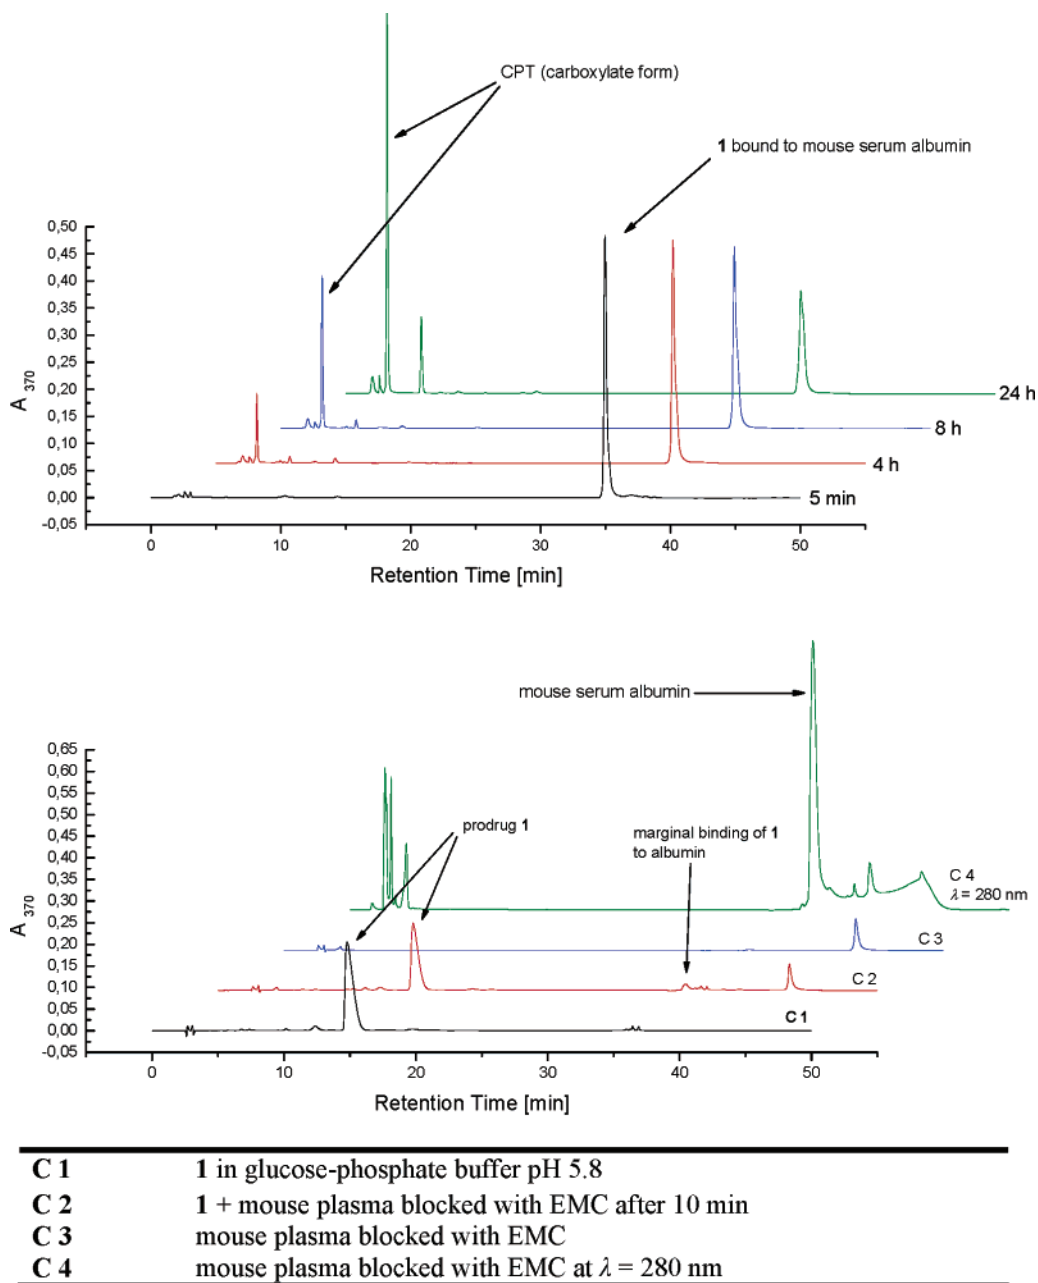 CPT (carboxylate form)
1 bound to mouse serum albumin
0,50
0,45
0,40
0,35
0,30
0,25
0,20
0,15
0,10
0,05
0,00
-0,05
A 370
24 h
8 h
4 h
5 min
0 10 20 30 40 50
Retention Time [min]
mouse serum albumin
0,65
0,60
0,55
0,50
0,45
0,40
0,35
0,30
0,25
0,20
0,15
0,10
0,05
0,00
-0,05
A 370
prodrug 1
marginal binding of 1
to albumin
C 4
λ = 280 nm
C 3
C 2
C 1
0 10 20 30 40 50
Retention Time [min]
C 1 1 in glucose-phosphate buffer pH 5.8
C 2 1 + mouse plasma blocked with EMC after 10 min
C 3 mouse plasma blocked with EMC
C 4 mouse plasma blocked with EMC at λ = 280 nm